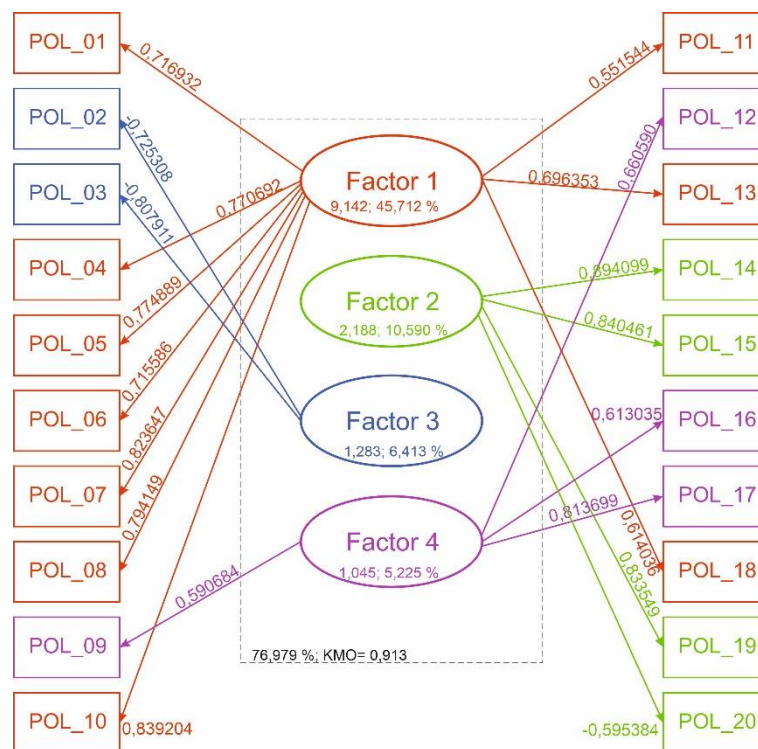 POL_01
POL_02
POL_03
POL_04
POL_05
POL_06
POL_07
POL_08
POL_09
POL_10
0,716932
-0,725308
-0,807911
0,770692
0,774889
0,715586
0,823647
0,794149
0,590684
0,839204
Factor 1
9,142; 45,712 %
Factor 2
2,188; 10,590 %
Factor 3
1,283; 6,413 %
Factor 4
1,045; 5,225 %
76,979 %; KMO= 0,913
0,551544
0,660590
0,696353
0,894099
0,840461
0,613035
0,813699
0,614036
0,833549
-0,595384
POL_11
POL_12
POL_13
POL_14
POL_15
POL_16
POL_17
POL_18
POL_19
POL_20